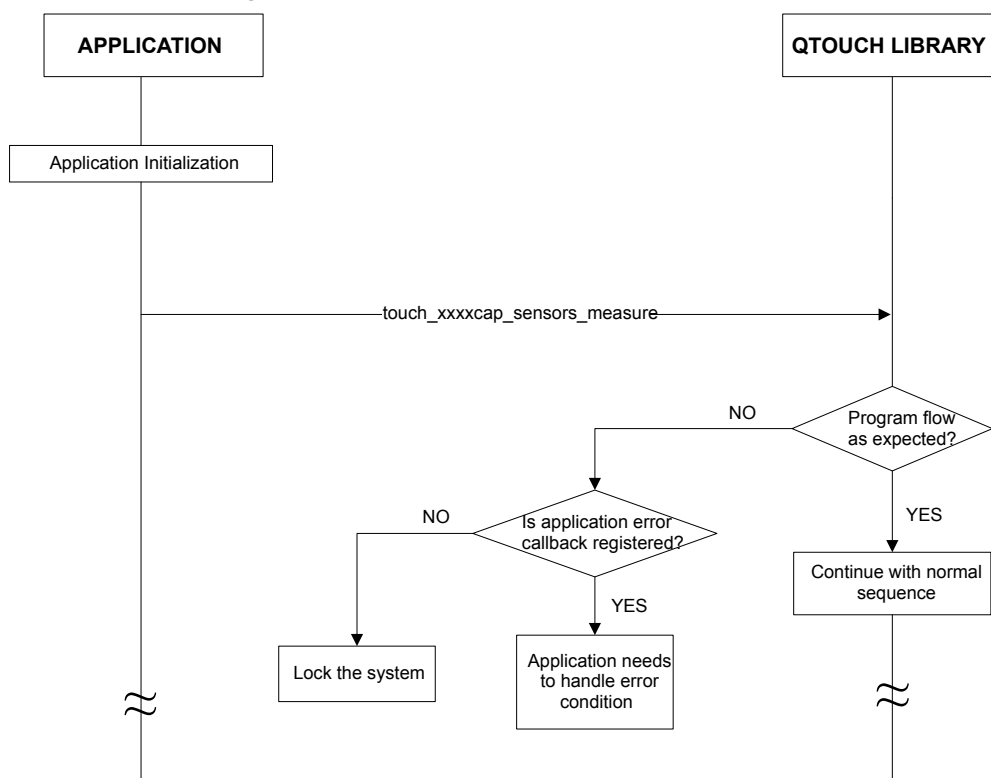 APPLICATION
QTOUCH LIBRARY
Application Initialization
touch_xxxxcap_sensors_measure
Program flow
as expected?
NO
YES
Is application error
callback registered?
NO
YES
Continue with normal
sequence
Lock the system
Application needs
to handle error
condition